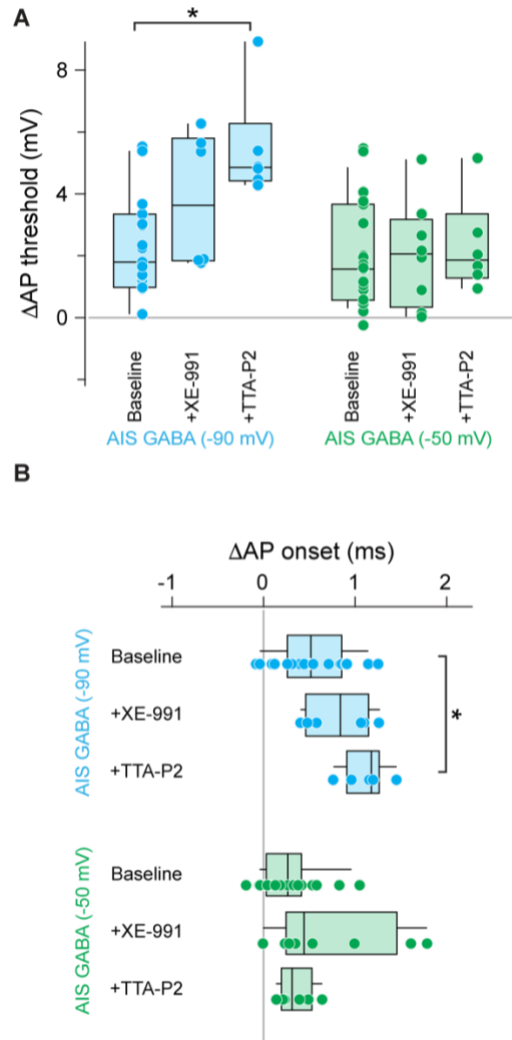 A
*
ΔAP threshold (mV)
8
4
0
Baseline
+XE-991
+TTA-P2
Baseline
+XE-991
+TTA-P2
AIS GABA (-90 mV)
AIS GABA (-50 mV)
B
ΔAP onset (ms)
-1
0
1
2
AIS GABA (-90 mV)
Baseline
+XE-991
+TTA-P2
*
AIS GABA (-50 mV)
Baseline
+XE-991
+TTA-P2